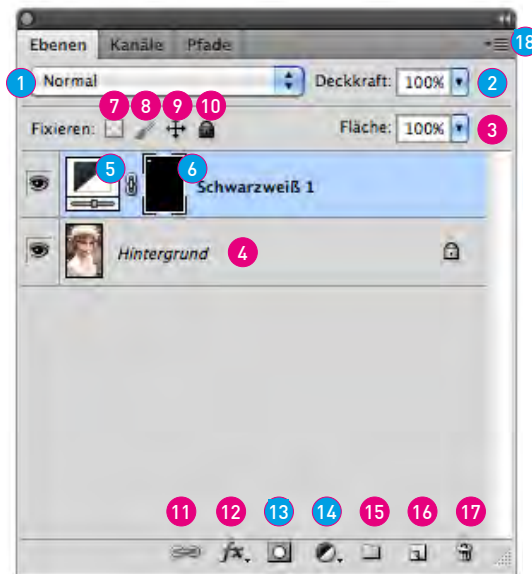 Ebenen Kanäle Pfade 18
1 Normal Deckkraft: 100% 2
7 8 9 10
Fixieren: Fläche: 100% 3
5 6
Schwarzweiß 1
Hintergrund 4
11 12 13 14 15 16 17
fx.